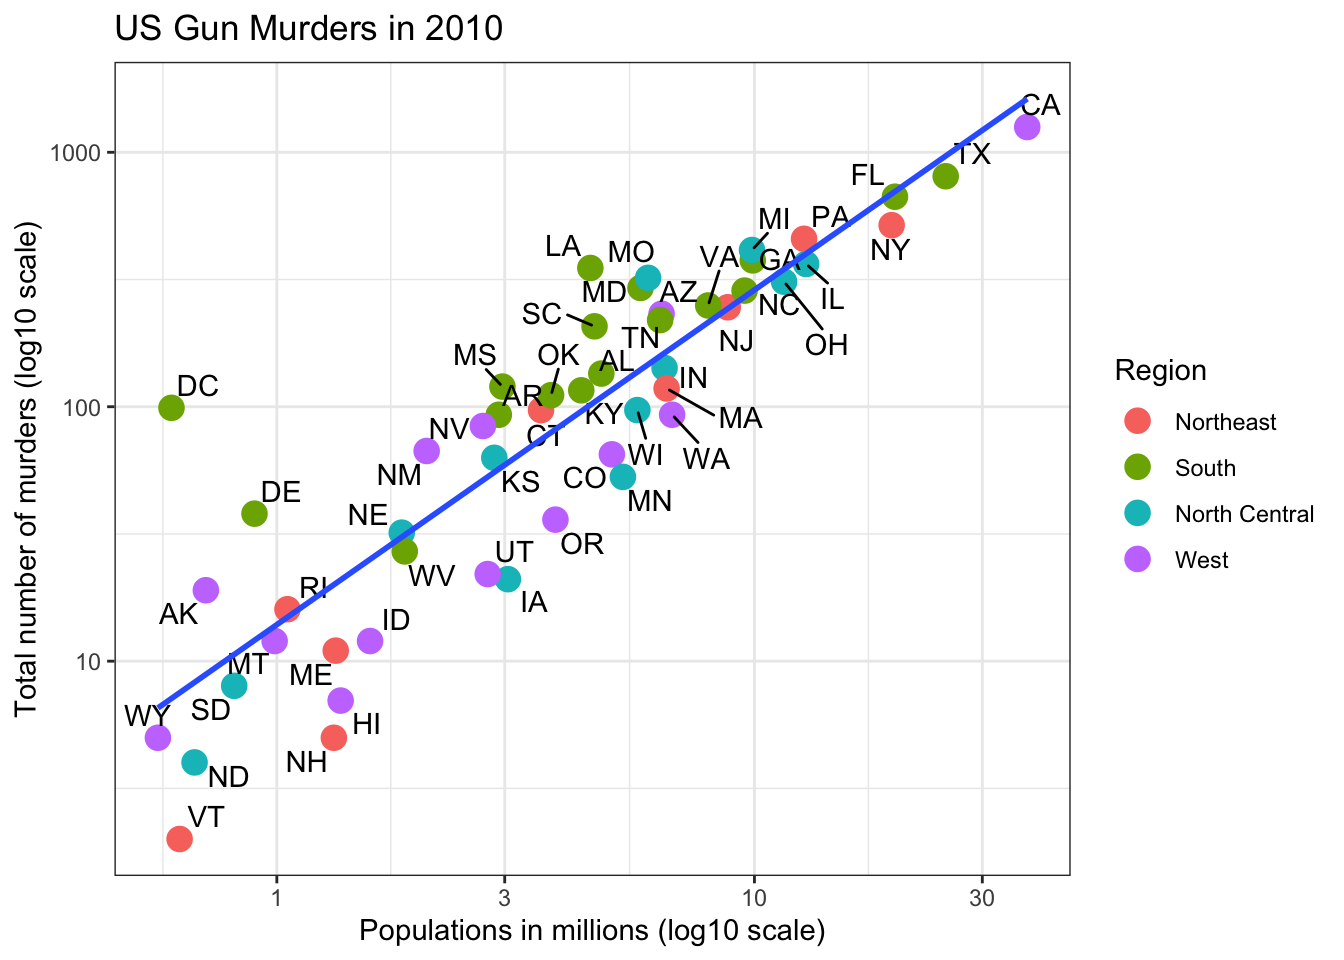 US Gun Murders in 2010
Total number of murders (log10 scale)
1000
100
10
CA
TX
FL
PA
NY
MI
GA
IL
OH
NC
VA
NJ
LA
MO
MD
AZ
SC
TN
MS
OK
AL
IN
AR
KY
MA
NV
CT
WI
WA
NM
KS
CO
MN
NE
OR
WV
UT
IA
DC
DE
AK
RI
ID
MT
ME
SD
HI
WY
NH
ND
VT
1
3
10
30
Populations in millions (log10 scale)
Region
Northeast
South
North Central
West